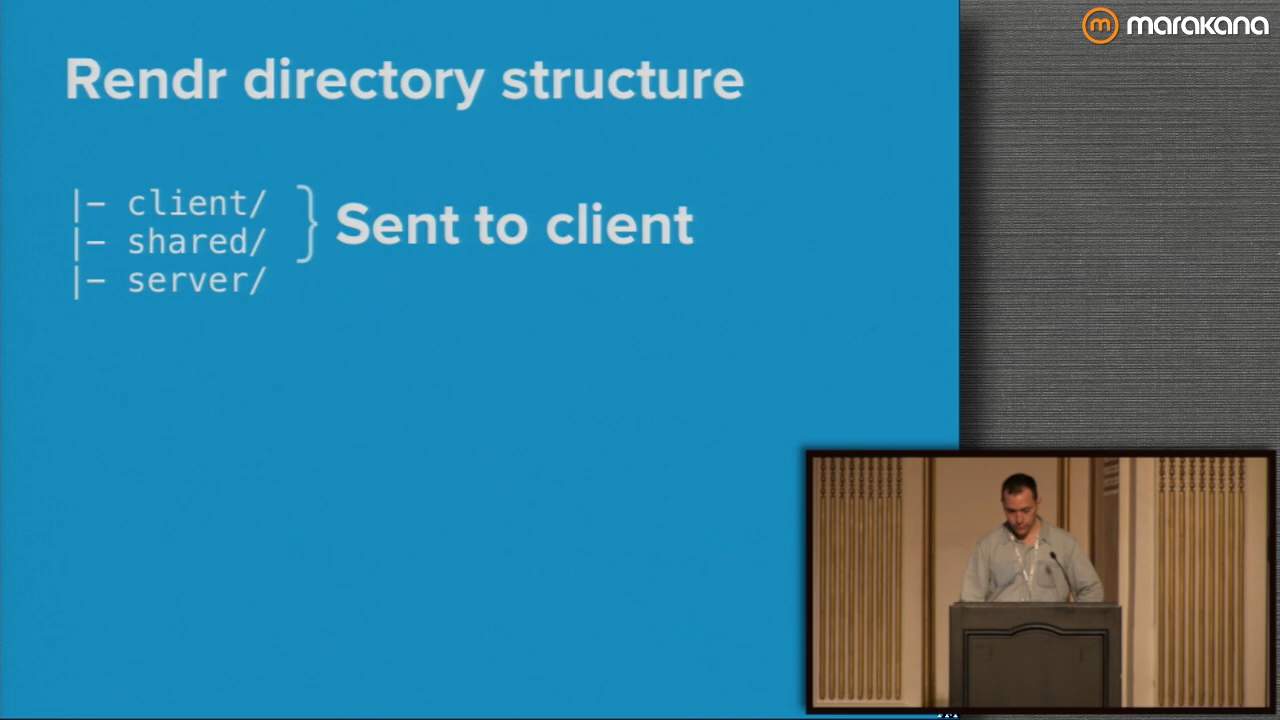 marakana
Rendr directory structure
|– client/
|– shared/
|– server/
} Sent to client